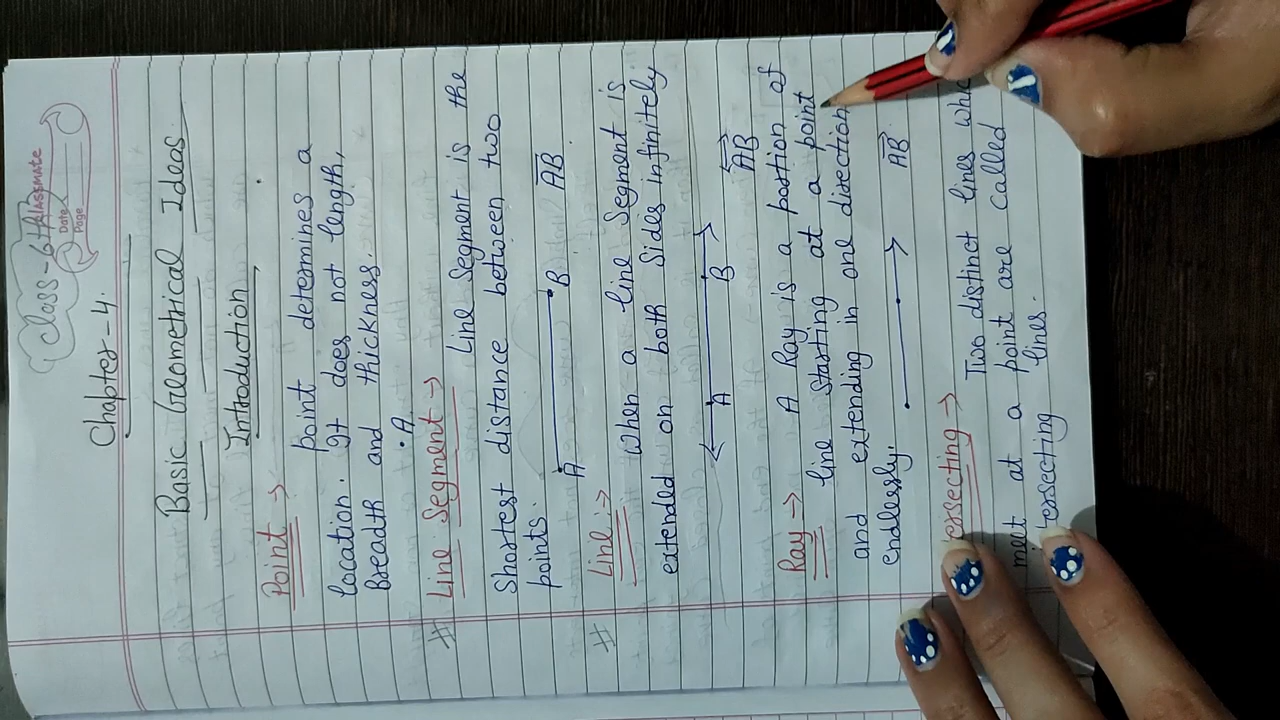 Class - 6th
Classmate
Date
Page
Chapter - 4.
Basic Geometrical Ideas.
Introduction
Point → point determines a
location. It does not length,
breadth and thickness.
. A
# Line Segment → Line Segment is the
Shortest distance between two
points.
A B AB
# Line :→ When a line Segment is
extended on both Sides infinitely
A B AB
Ray → A Ray is a portion of
line Starting at a point
and extending in one direction
endlessly.
AB
Two distinct lines
meet at a point are called
lines.